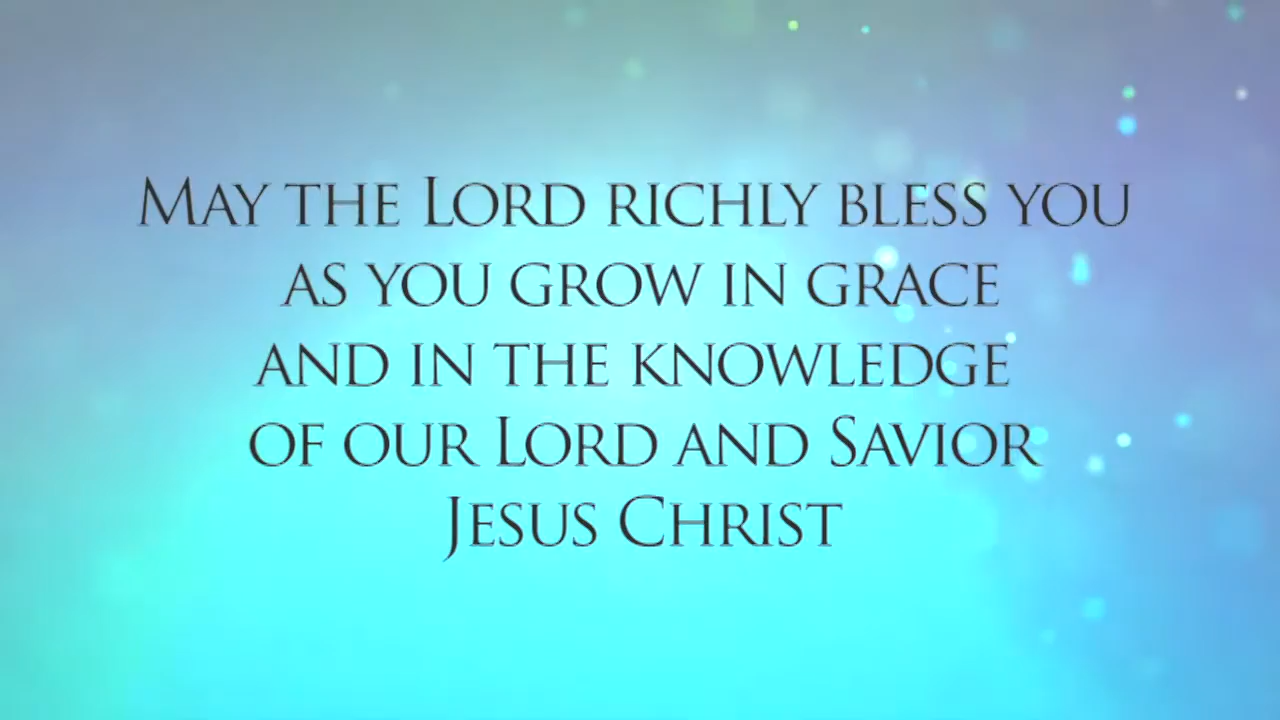 May the Lord richly bless you
as you grow in grace
and in the knowledge
of our Lord and Savior
Jesus Christ